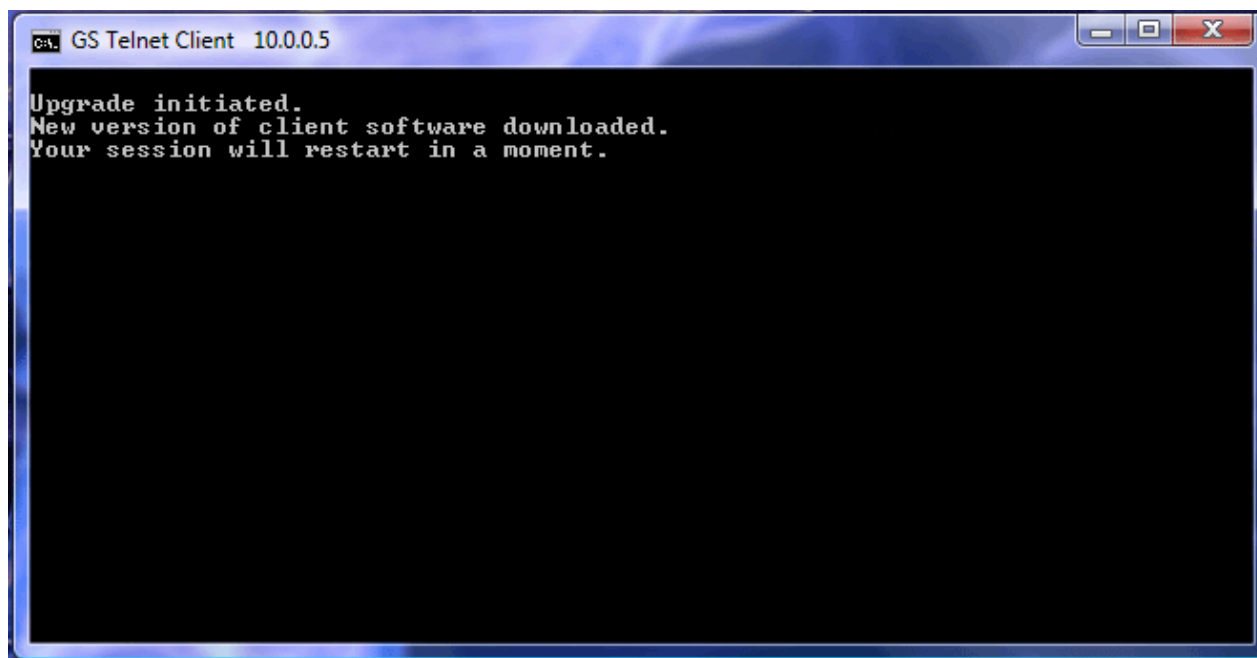 GS Telnet Client 10.0.0.5
Upgrade initiated.
New version of client software downloaded.
Your session will restart in a moment.